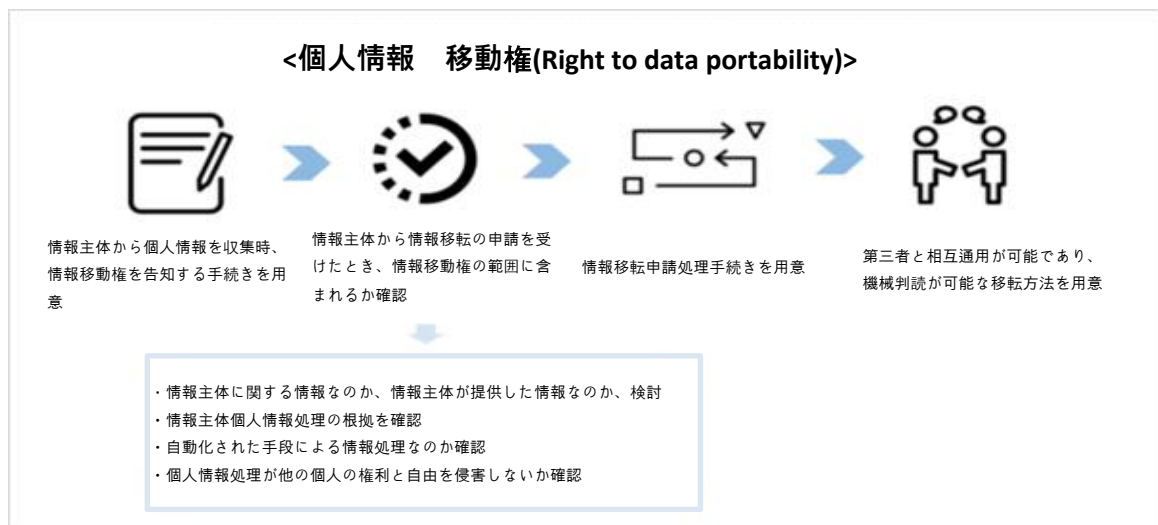 <個人情報　移動権(Right to data portability)>
情報主体から個人情報を収集時、
情報移動権を告知する手続きを用
意
情報主体から情報移転の申請を受
けたとき、情報移動権の範囲に含
まれるか確認
情報移転申請処理手続きを用意
第三者と相互通用が可能であり、
機械判読が可能な移転方法を用意
・情報主体に関する情報なのか、情報主体が提供した情報なのか、検討
・情報主体個人情報処理の根拠を確認
・自動化された手段による情報処理なのか確認
・個人情報処理が他の個人の権利と自由を侵害しないか確認